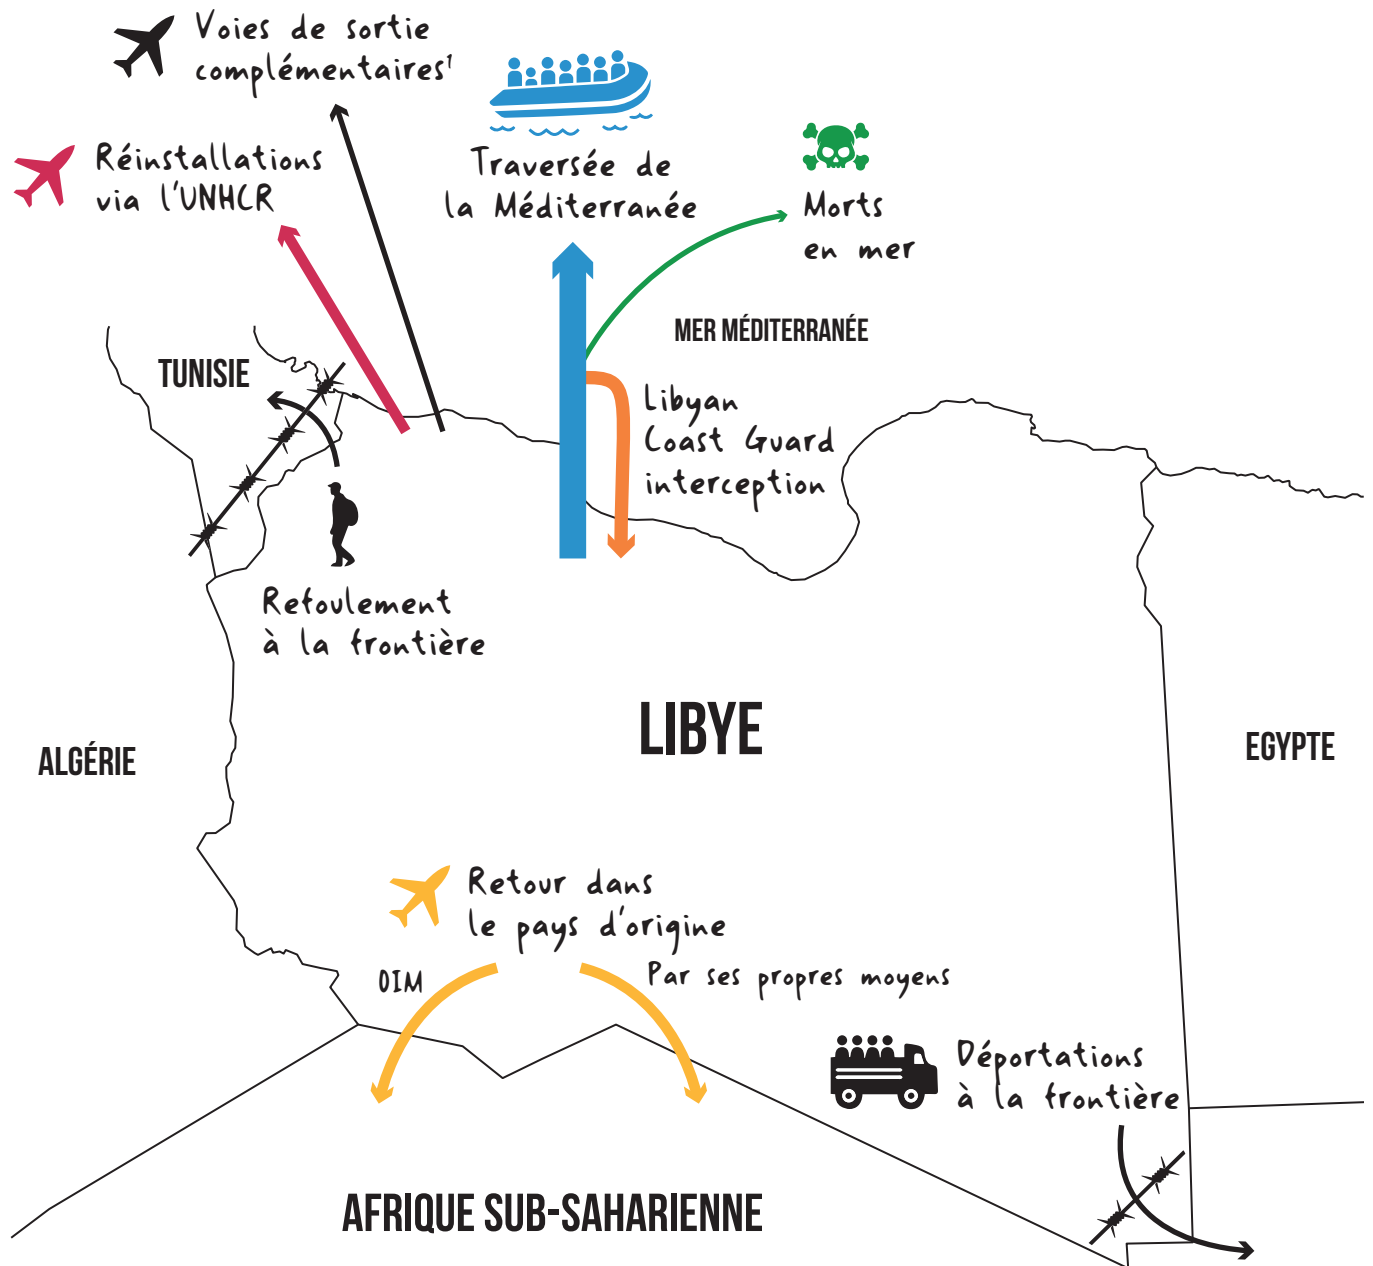 Voies de sortie
complémentaires¹
Réinstallations
via l'UNHCR
Traversée de
la Méditerranée
Morts
en mer
MER MÉDITERRANÉE
TUNISIE
Libyan
Coast Guard
interception
Refoulement
à la frontière
LIBYE
ALGÉRIE
EGYPTE
Retour dans
le pays d'origine
OIM
Par ses propres moyens
Déportations
à la frontière
AFRIQUE SUB-SAHARIENNE